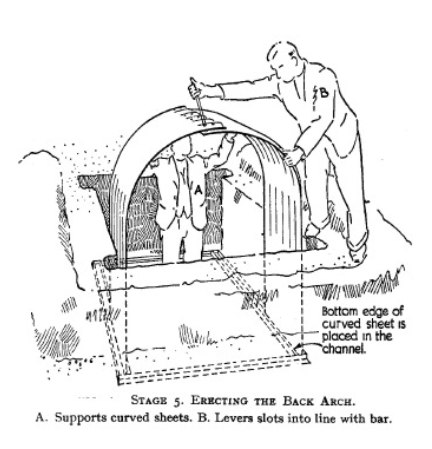 B
A
Bottom edge of
curved sheet is
placed in the
channel.
STAGE 5. ERECTING THE BACK ARCH.
A. Supports curved sheets. B. Levers slots into line with bar.